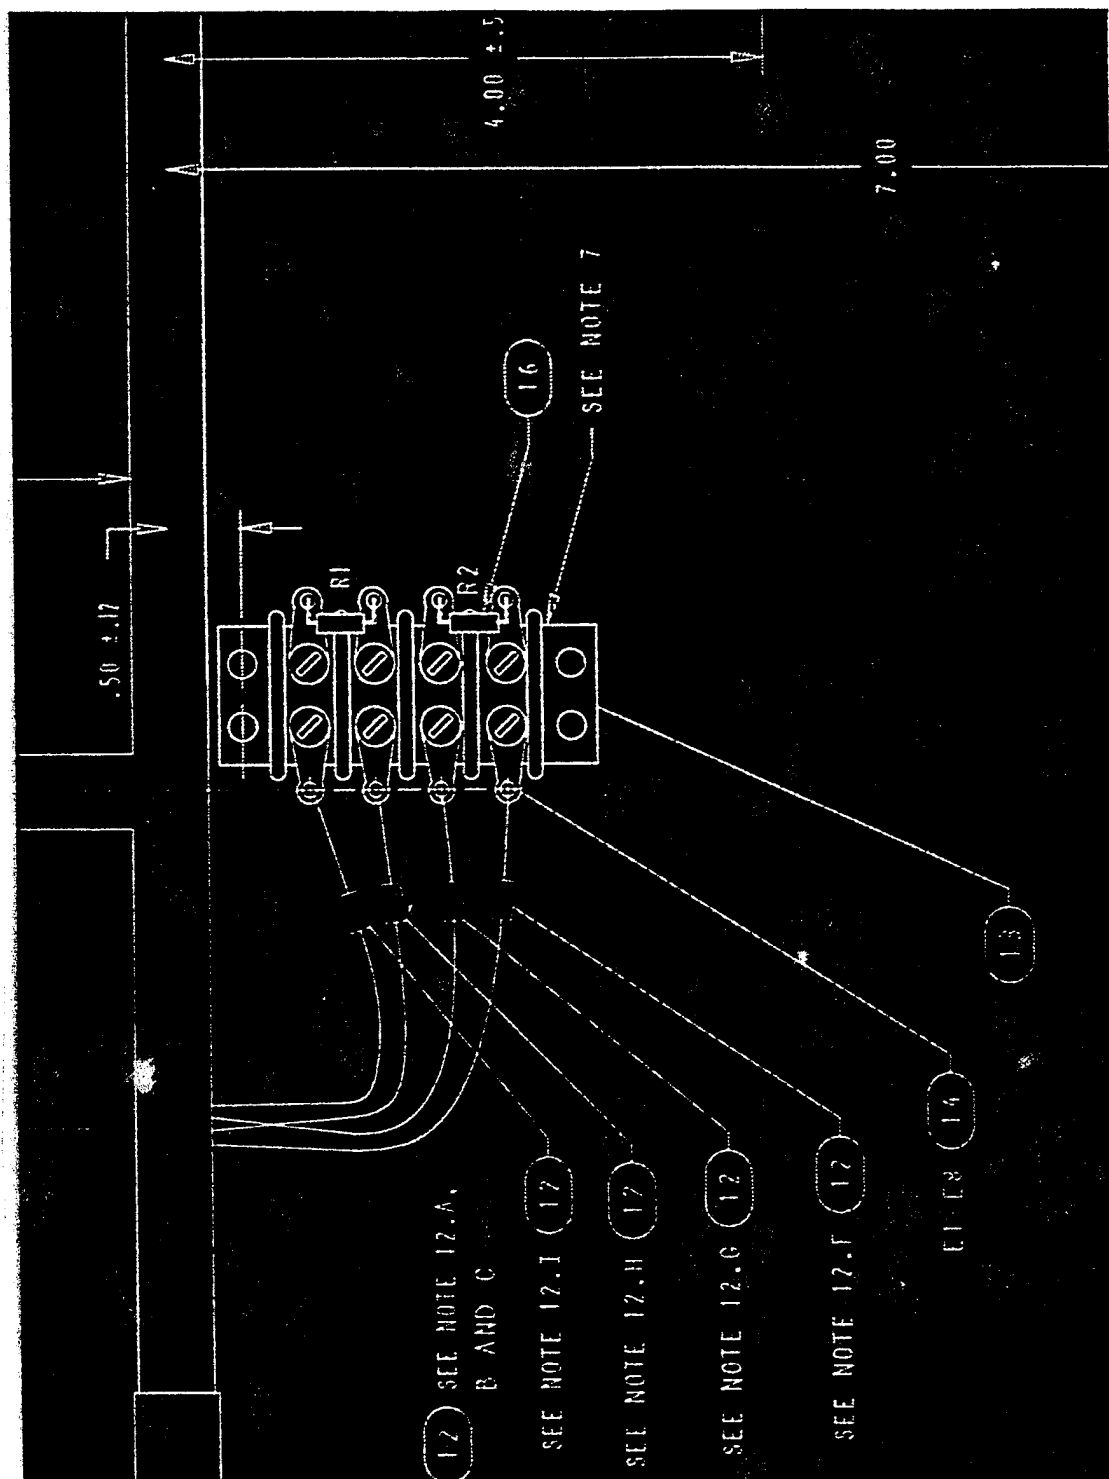 4.00 ±.5
7.00
.50 ±.12
16
SEE NOTE 7
R1
R2
13
14
12
SEE NOTE 12.A,
B AND C
12
SEE NOTE 12.I
12
SEE NOTE 12.H
12
SEE NOTE 12.G
12
SEE NOTE 12.F